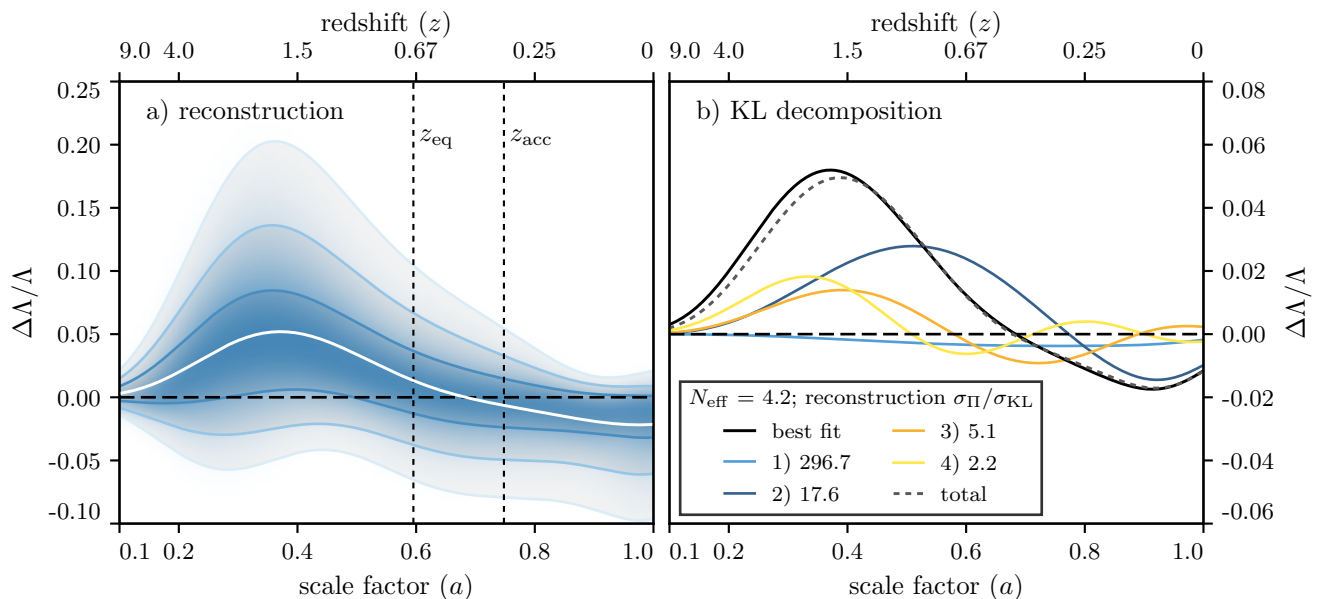 redshift (z)
9.0 4.0 1.5 0.67 0.25 0
a) reconstruction
z_eq z_acc
0.25
0.20
0.15
0.10
0.05
0.00
-0.05
-0.10
ΔΛ/Λ
0.1 0.2 0.4 0.6 0.8 1.0
scale factor (a)
redshift (z)
9.0 4.0 1.5 0.67 0.25 0
b) KL decomposition
0.08
0.06
0.04
0.02
0.00
-0.02
-0.04
-0.06
ΔΛ/Λ
N_eff = 4.2; reconstruction σ_Π/σ_KL
best fit 3) 5.1
1) 296.7 4) 2.2
2) 17.6 total
0.1 0.2 0.4 0.6 0.8 1.0
scale factor (a)